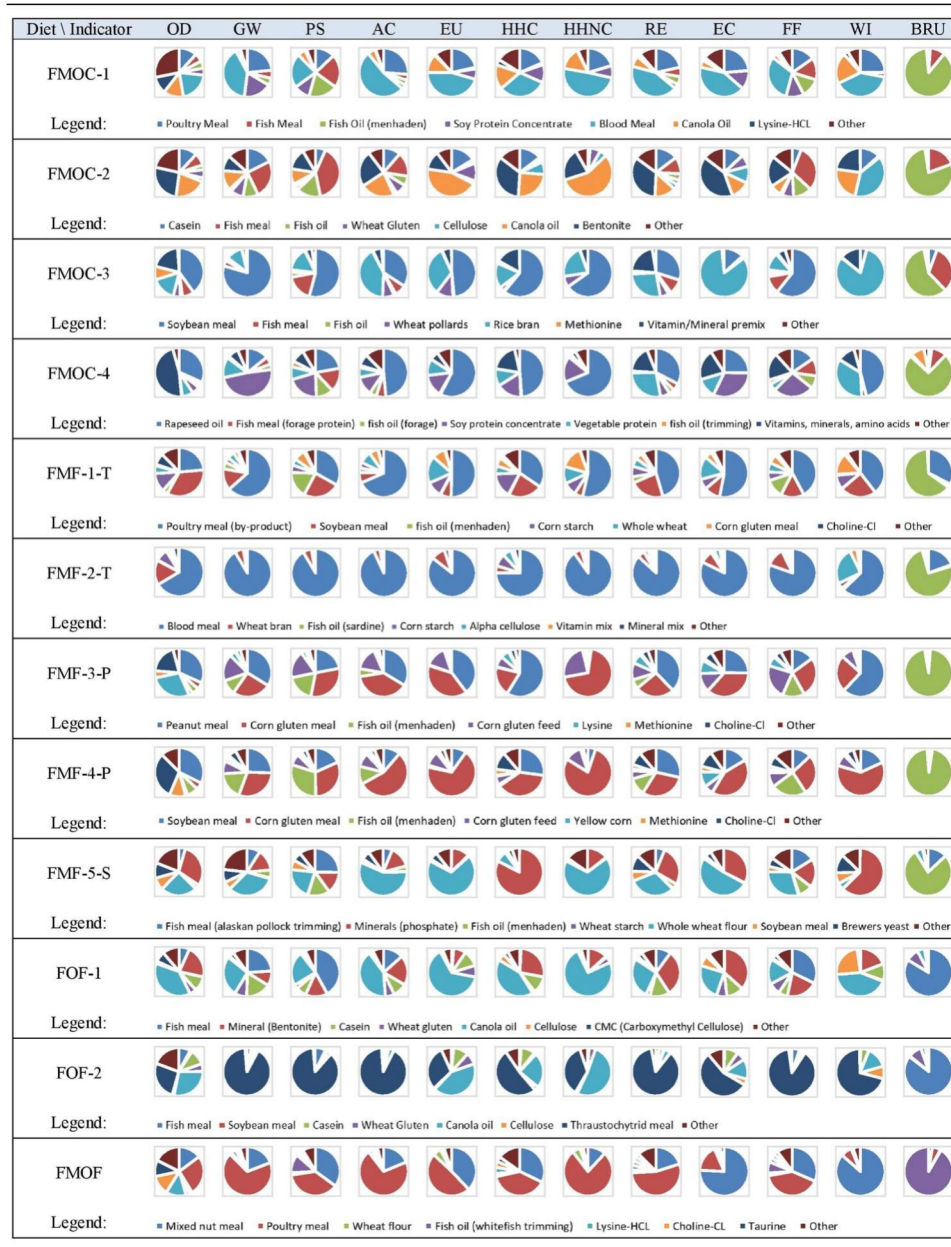 Diet \ Indicator OD GW PS AC EU HHC HHNC RE EC FF WI BRU
FMOC-1
Legend: Poultry Meal Fish Meal Fish Oil (menhaden) Soy Protein Concentrate Blood Meal Canola Oil Lysine-HCL Other
FMOC-2
Legend: Casein Fish meal Fish oil Wheat Gluten Cellulose Canola oil Bentonite Other
FMOC-3
Legend: Soybean meal Fish meal Fish oil Wheat pollards Rice bran Methionine Vitamin/Mineral premix Other
FMOC-4
Legend: Rapeseed oil Fish meal (forage protein) fish oil (forage) Soy protein concentrate Vegetable protein fish oil (trimming) Vitamins, minerals, amino acids Other
FMF-1-T
Legend: Poultry meal (by-product) Soybean meal fish oil (menhaden) Corn starch Whole wheat Corn gluten meal Choline-Cl Other
FMF-2-T
Legend: Blood meal Wheat bran Fish oil (sardine) Corn starch Alpha cellulose Vitamin mix Mineral mix Other
FMF-3-P
Legend: Peanut meal Corn gluten meal Fish oil (menhaden) Corn gluten feed Lysine Methionine Choline-Cl Other
FMF-4-P
Legend: Soybean meal Corn gluten meal Fish oil (menhaden) Corn gluten feed Yellow corn Methionine Choline-Cl Other
FMF-5-S
Legend: Fish meal (alaskan pollock trimming) Minerals (phosphate) Fish oil (menhaden) Wheat starch Whole wheat flour Soybean meal Brewers yeast Other
FOF-1
Legend: Fish meal Mineral (Bentonite) Casein Wheat gluten Canola oil Cellulose CMC (Carboxymethyl Cellulose) Other
FOF-2
Legend: Fish meal Soybean meal Casein Wheat Gluten Canola oil Cellulose Thraustochytrid meal Other
FMOF
Legend: Mixed nut meal Poultry meal Wheat flour Fish oil (whitefish trimming) Lysine-HCL Choline-CL Taurine Other